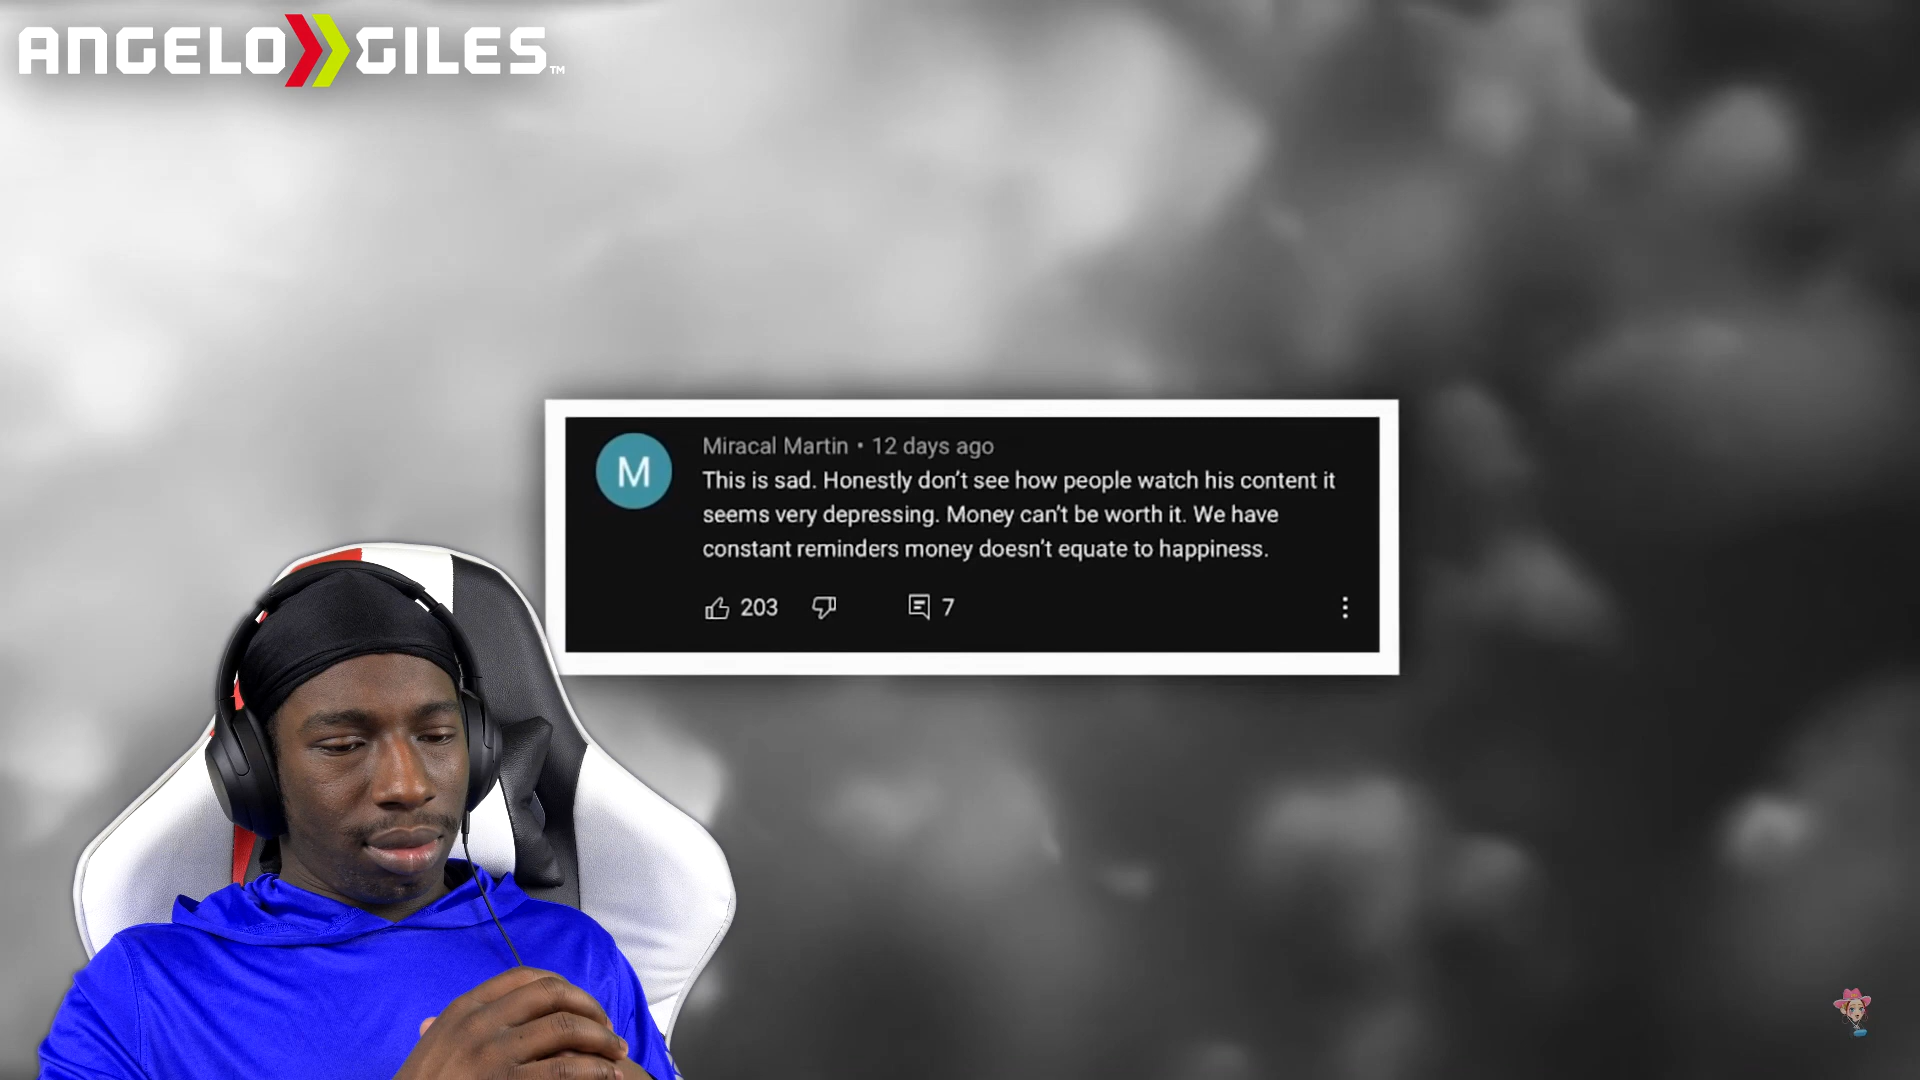 ANGELO GILES™
Miracal Martin • 12 days ago
This is sad. Honestly don't see how people watch his content it
seems very depressing. Money can't be worth it. We have
constant reminders money doesn't equate to happiness.
203 7
M